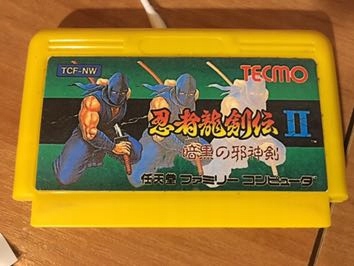 TCF-NW
TECMO
忍者龍剣伝 II
暗黒の邪神剣
任天堂 ファミリー コンピュータ